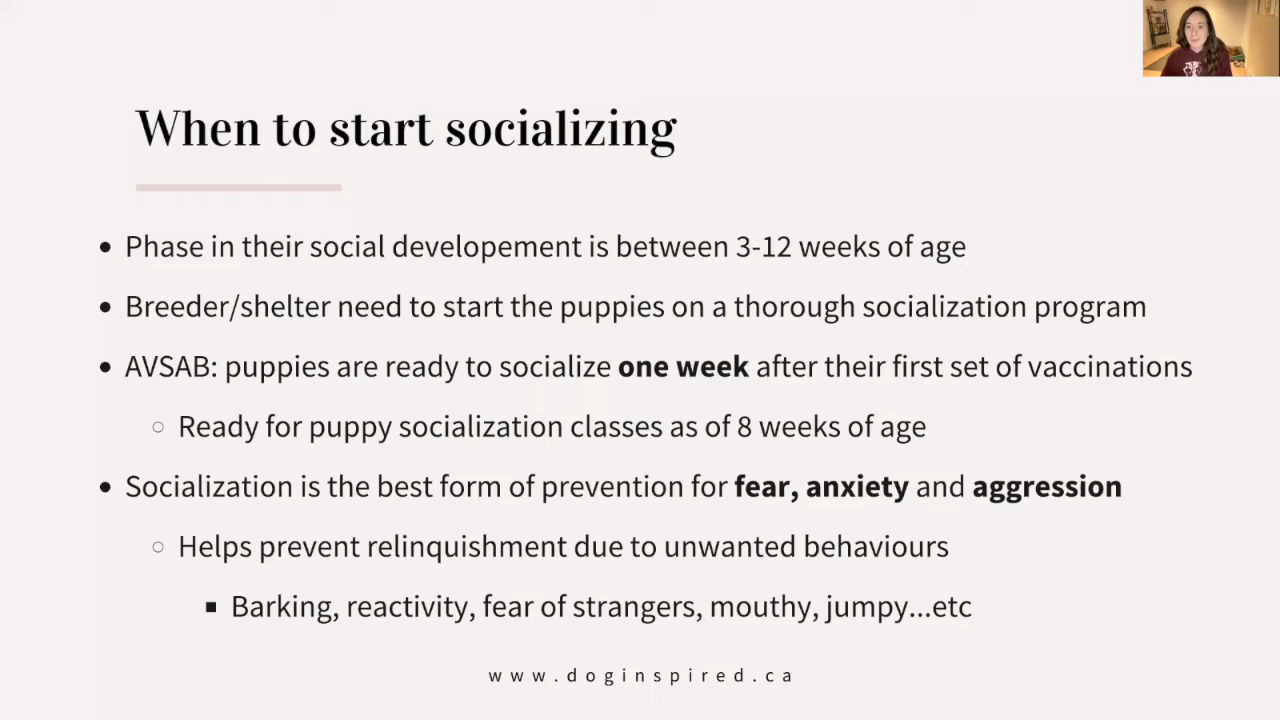 When to start socializing
Phase in their social developement is between 3-12 weeks of age
Breeder/shelter need to start the puppies on a thorough socialization program
AVSAB: puppies are ready to socialize one week after their first set of vaccinations
Ready for puppy socialization classes as of 8 weeks of age
Socialization is the best form of prevention for fear, anxiety and aggression
Helps prevent relinquishment due to unwanted behaviours
Barking, reactivity, fear of strangers, mouthy, jumpy...etc
www.doginspired.ca